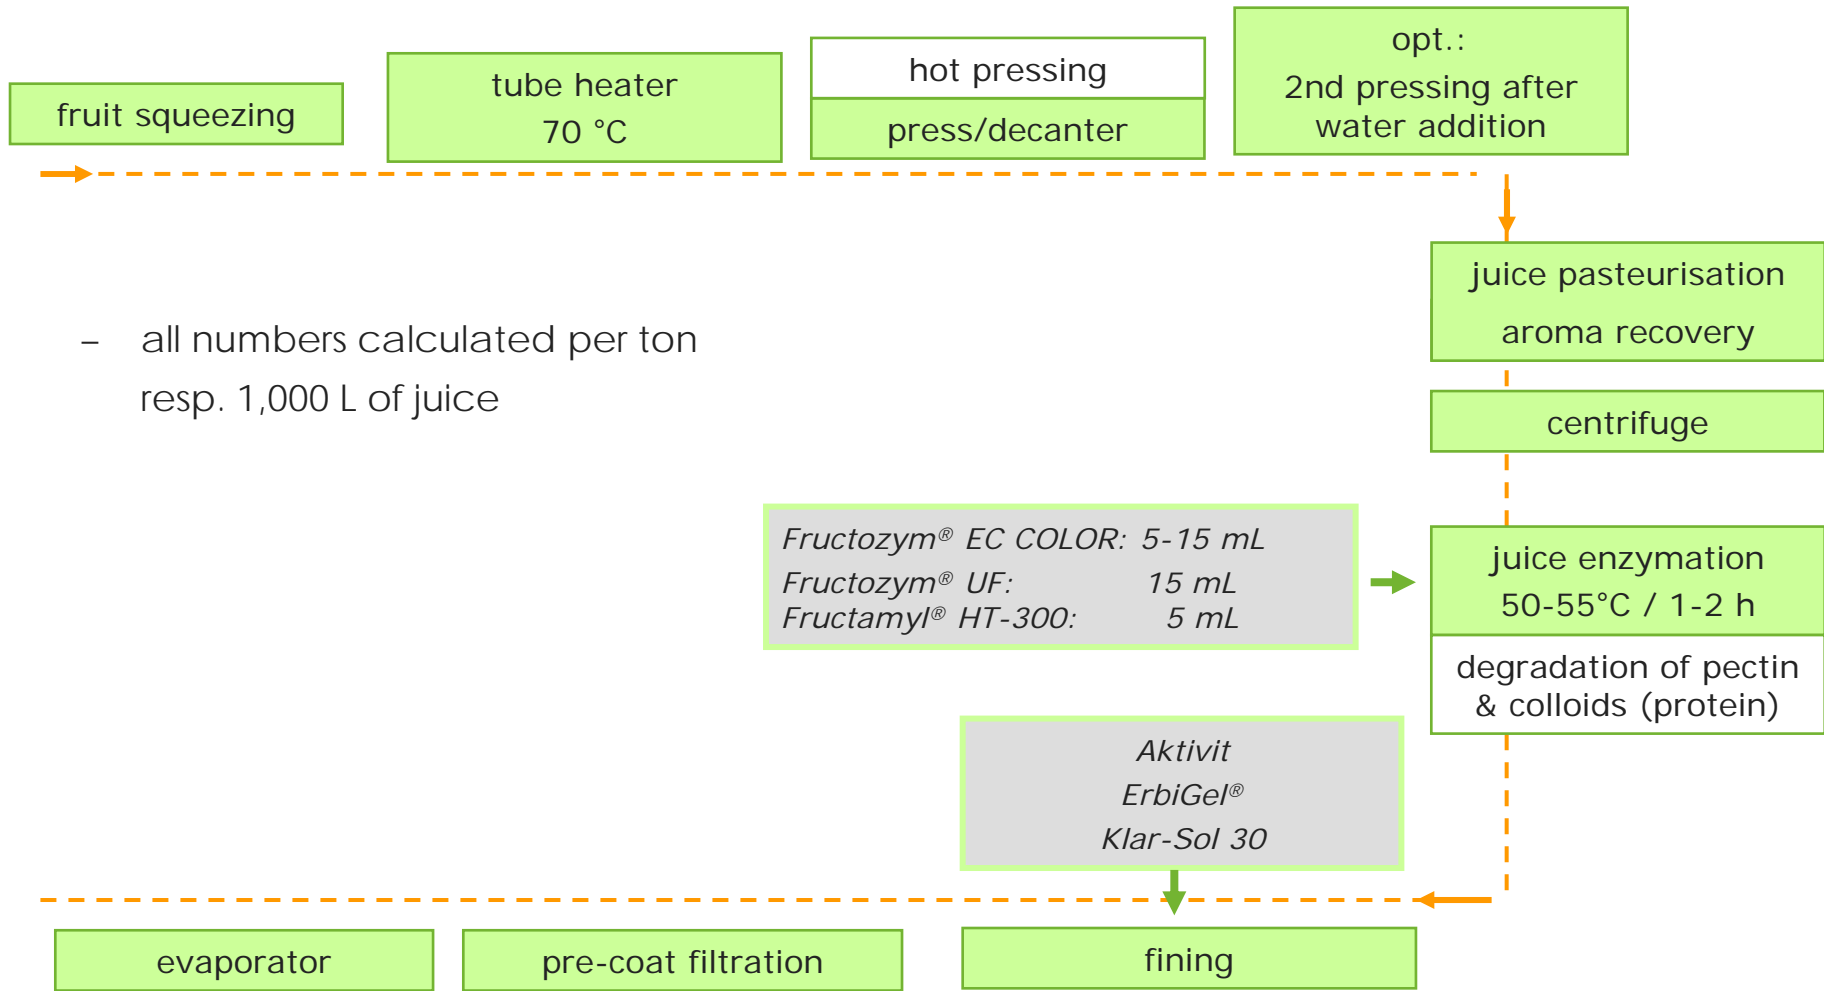 fruit squeezing
tube heater
70 °C
hot pressing
press/decanter
opt.:
2nd pressing after
water addition
juice pasteurisation
aroma recovery
– all numbers calculated per ton
resp. 1,000 L of juice
centrifuge
Fructozym® EC COLOR: 5-15 mL
Fructozym® UF: 15 mL
Fructamyl® HT-300: 5 mL
juice enzymation
50-55°C / 1-2 h
degradation of pectin
& colloids (protein)
Aktivit
ErbiGel®
Klar-Sol 30
evaporator
pre-coat filtration
fining